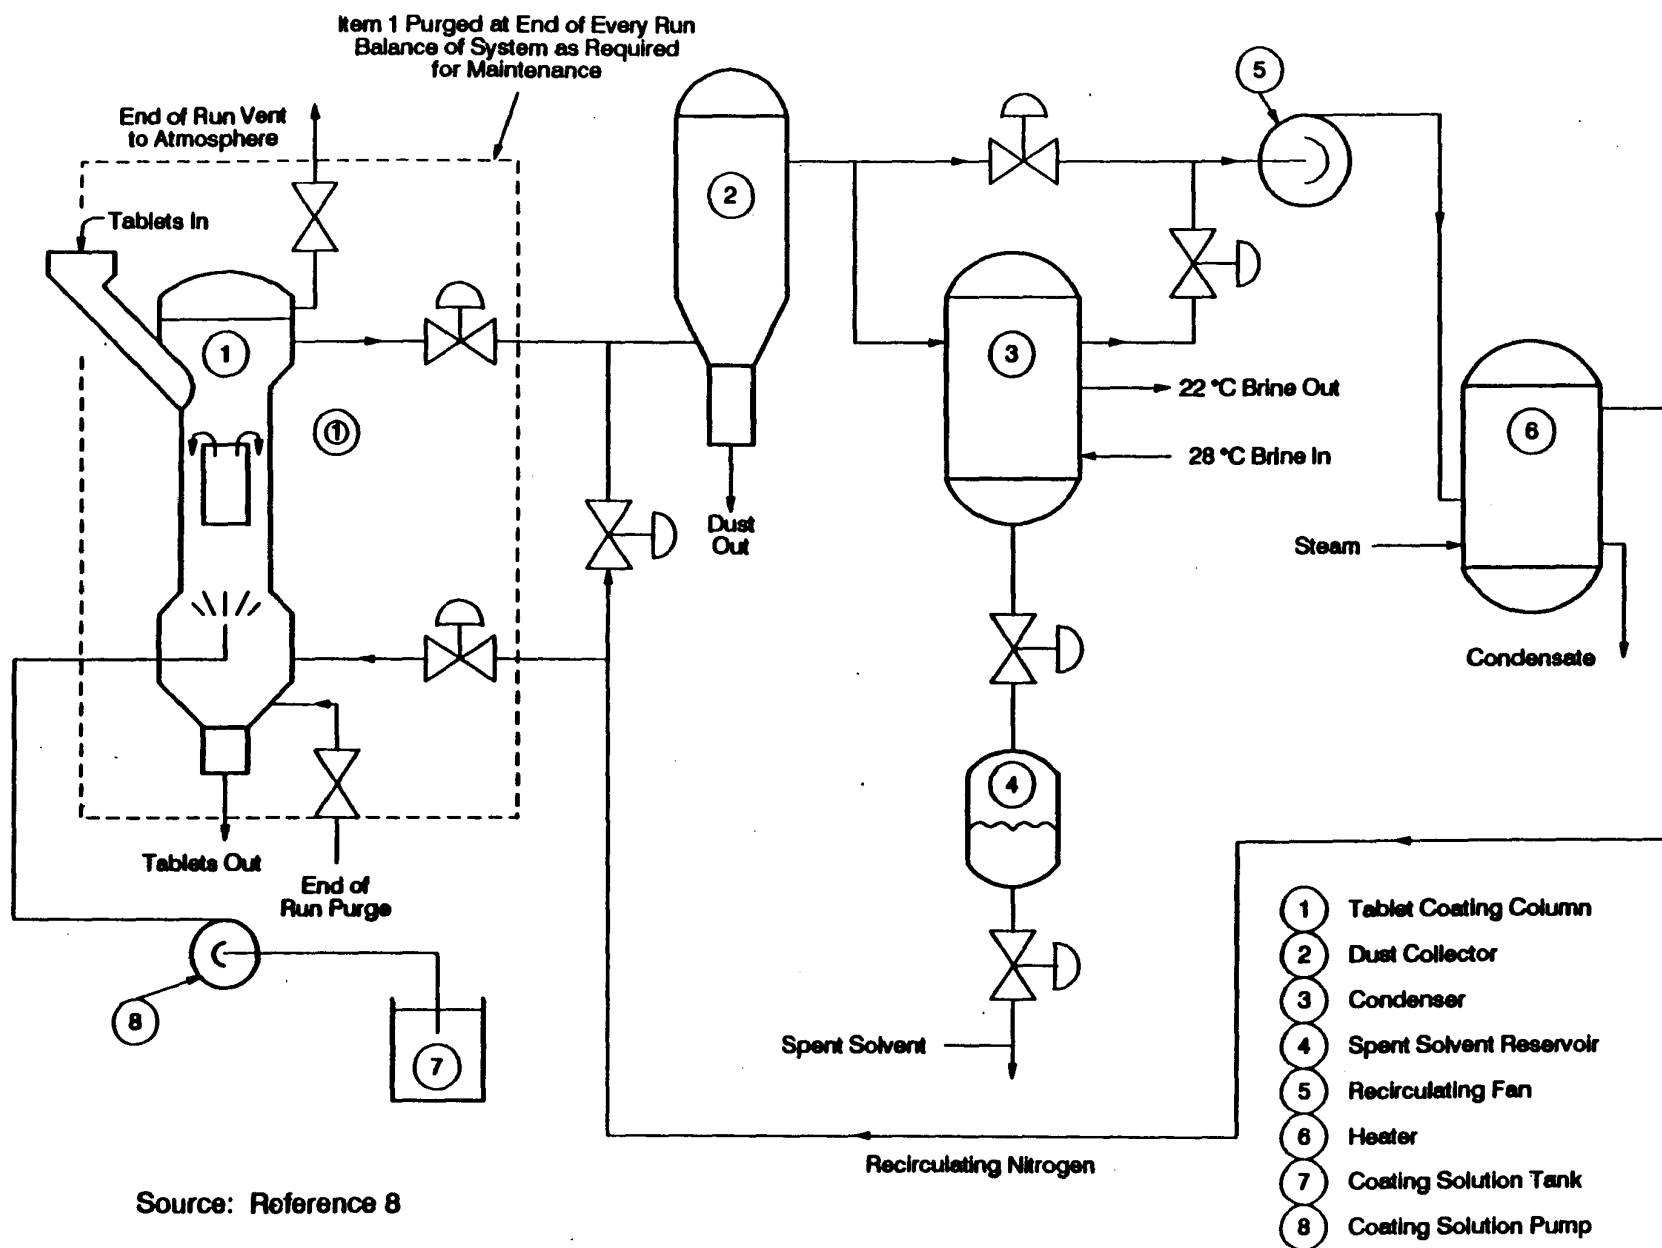 Item 1 Purged at End of Every Run
Balance of System as Required
for Maintenance
End of Run Vent
to Atmosphere
Tablets In
1
1
2
3
4
5
6
7
8
22 °C Brine Out
28 °C Brine In
Dust
Out
Steam
Condensate
Tablets Out
End of
Run Purge
Spent Solvent
Recirculating Nitrogen
1 Tablet Coating Column
2 Dust Collector
3 Condenser
4 Spent Solvent Reservoir
5 Recirculating Fan
6 Heater
7 Coating Solution Tank
8 Coating Solution Pump
Source: Reference 8